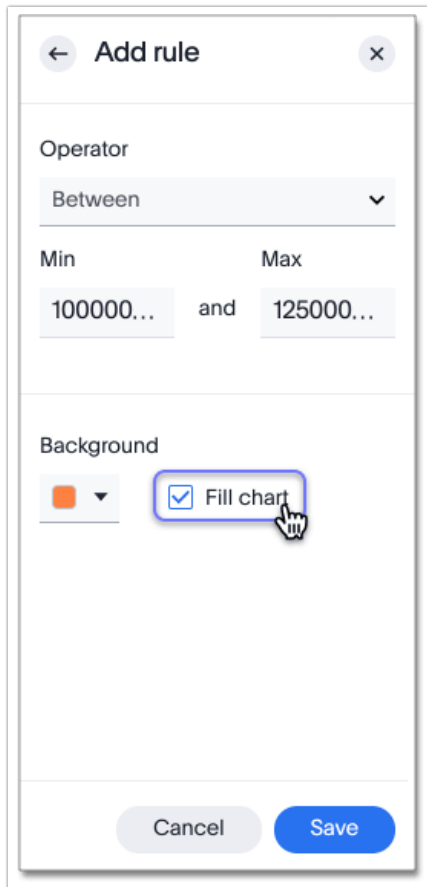 Add rule
Operator
Between
Min Max
100000... and 125000...
Background
Fill chart
Cancel Save